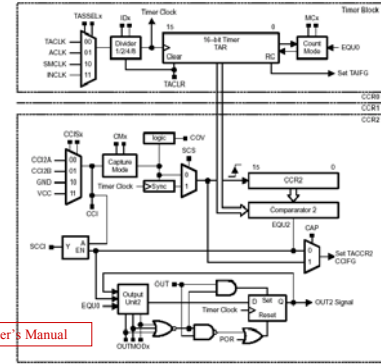 Timer Block
TASSELx
IDx
Timer Clock
15
0
MCx
TACLK
ACLK
SMCLK
INCLK
00
01
10
11
Divider
1/2/4/8
16-bit Timer
TAR
Clear
RC
Count
Mode
EQU0
TACLR
Set TAIFG
CCR0
CCR1
CCR2
CCISx
CMx
logic
COV
SCS
CCI2A
CCI2B
GND
VCC
00
01
10
11
Capture
Mode
Timer Clock
Sync
0
1
15
0
CCR2
CCI
Comparator 2
EQU2
CAP
SCCI
Y
A
EN
0
1
Set TACCR2
CCIFG
OUT
EQU0
Output
Unit2
D
Set
Q
Timer Clock
Reset
OUT2 Signal
OUTMODx
POR
er's Manual